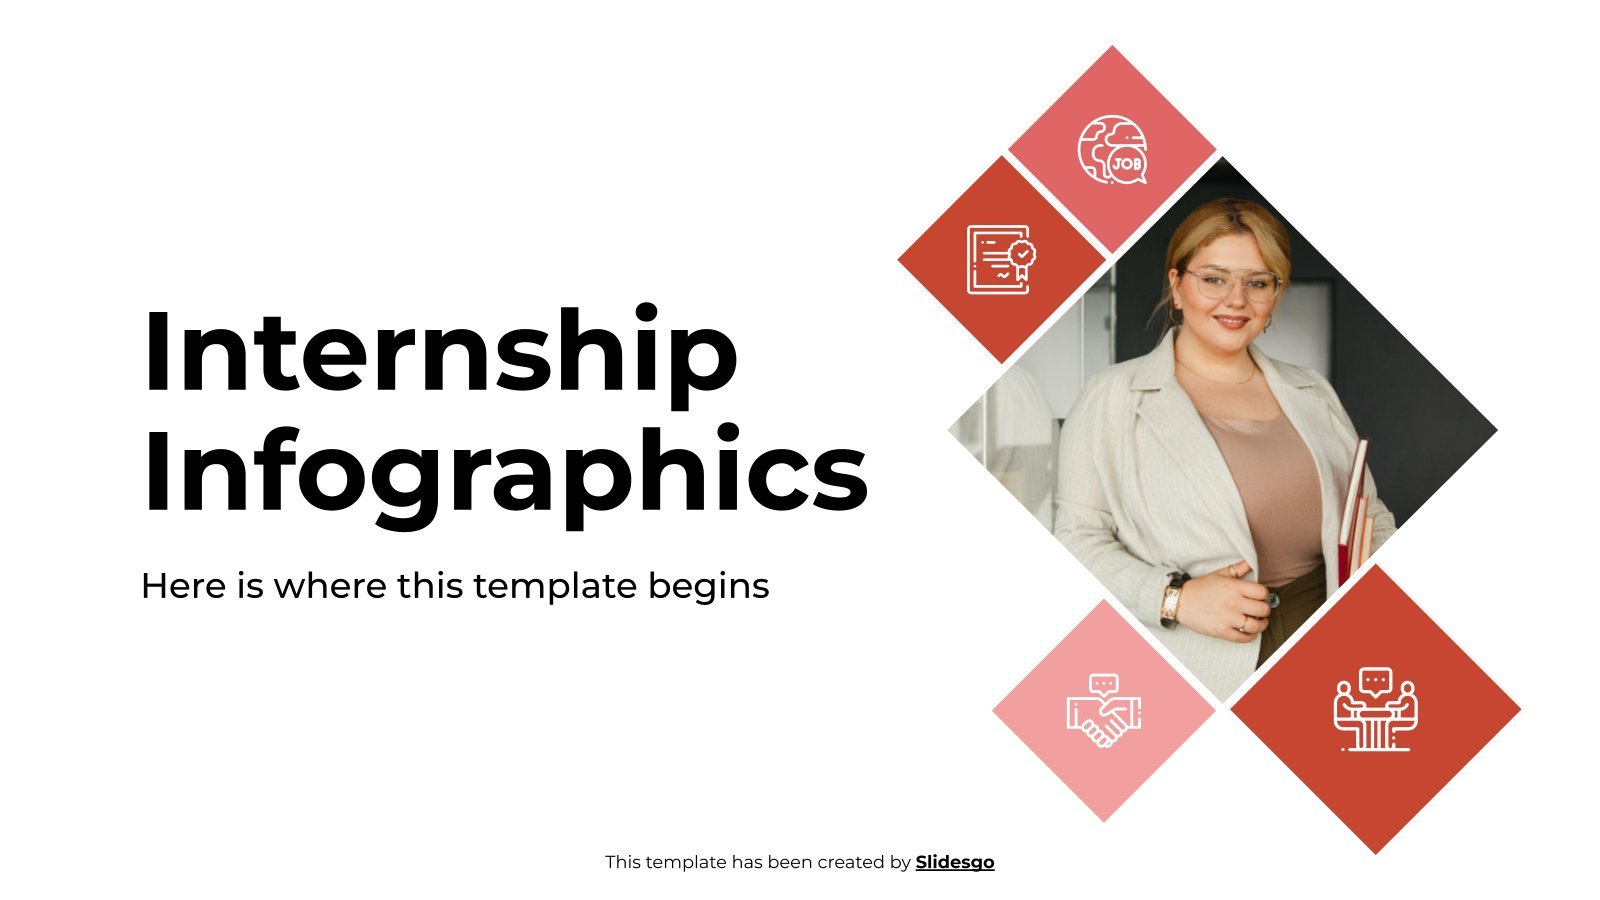 JOB
Internship
Infographics
Here is where this template begins
This template has been created by Slidesgo